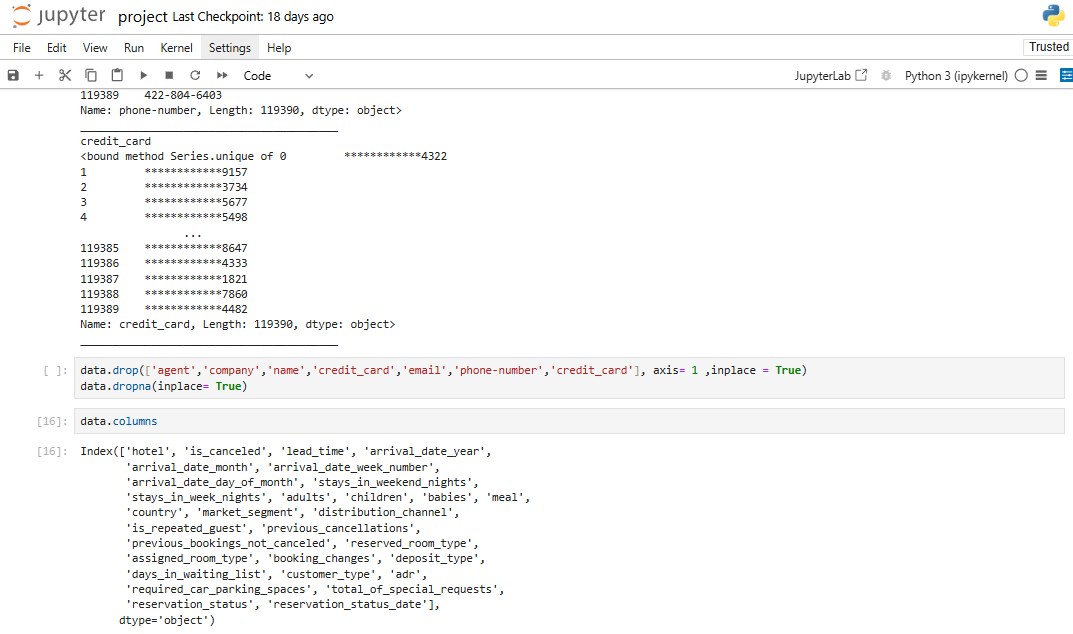 jupyter project Last Checkpoint: 18 days ago
File Edit View Run Kernel Settings Help Trusted
Code JupyterLab Python 3 (ipykernel)
119389 422-804-6403
Name: phone-number, Length: 119390, dtype: object>
________________________________________
credit_card
<bound method Series.unique of 0 ************4322
1 ************9157
2 ************3734
3 ************5677
4 ************5498
...
119385 ************8647
119386 ************4333
119387 ************1821
119388 ************7860
119389 ************4482
Name: credit_card, Length: 119390, dtype: object>
________________________________________
[ ]: data.drop(['agent','company','name','credit_card','email','phone-number','credit_card'], axis= 1 ,inplace = True)
data.dropna(inplace= True)
[16]: data.columns
[16]: Index(['hotel', 'is_canceled', 'lead_time', 'arrival_date_year',
'arrival_date_month', 'arrival_date_week_number',
'arrival_date_day_of_month', 'stays_in_weekend_nights',
'stays_in_week_nights', 'adults', 'children', 'babies', 'meal',
'country', 'market_segment', 'distribution_channel',
'is_repeated_guest', 'previous_cancellations',
'previous_bookings_not_canceled', 'reserved_room_type',
'assigned_room_type', 'booking_changes', 'deposit_type',
'days_in_waiting_list', 'customer_type', 'adr',
'required_car_parking_spaces', 'total_of_special_requests',
'reservation_status', 'reservation_status_date'],
dtype='object')